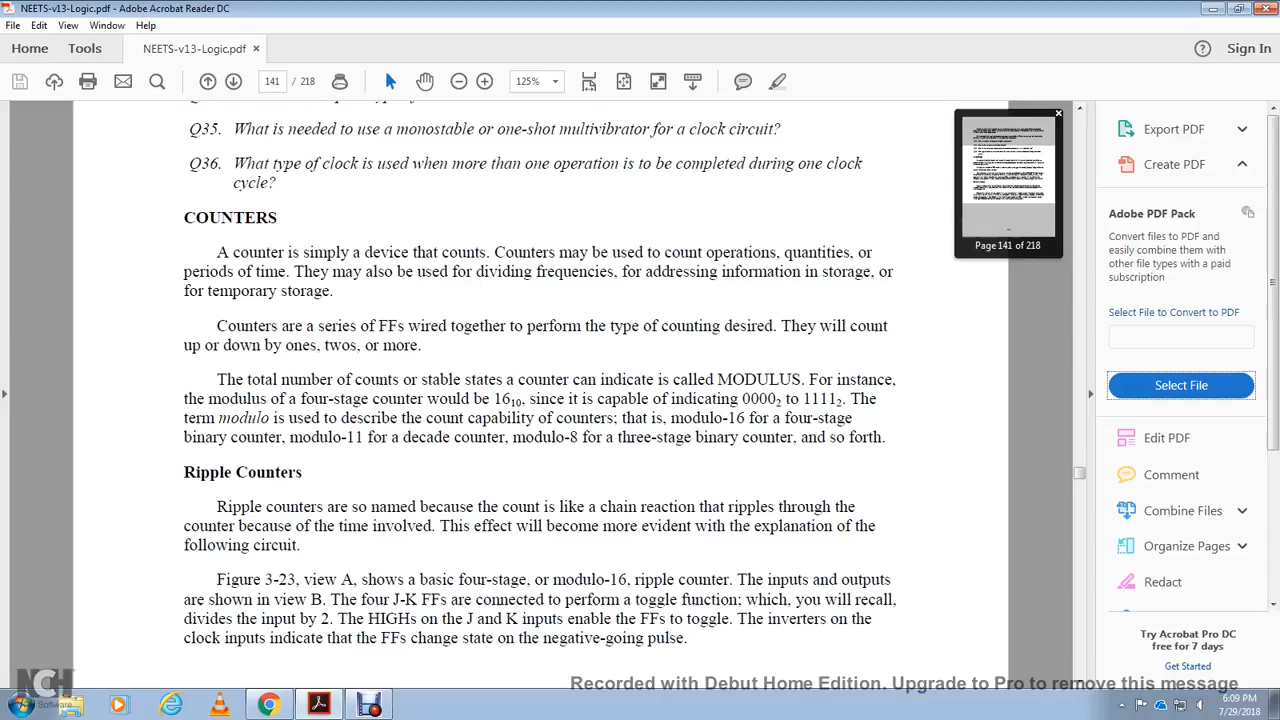 NEETS-v13-Logic.pdf - Adobe Acrobat Reader DC
File Edit View Window Help
Home Tools NEETS-v13-Logic.pdf × Sign In
141 / 218 125%
Q35. What is needed to use a monostable or one-shot multivibrator for a clock circuit?
Q36. What type of clock is used when more than one operation is to be completed during one clock
cycle?
COUNTERS
A counter is simply a device that counts. Counters may be used to count operations, quantities, or
periods of time. They may also be used for dividing frequencies, for addressing information in storage, or
for temporary storage.
Counters are a series of FFs wired together to perform the type of counting desired. They will count
up or down by ones, twos, or more.
The total number of counts or stable states a counter can indicate is called MODULUS. For instance,
the modulus of a four-stage counter would be 16₁₀, since it is capable of indicating 0000₂ to 1111₂. The
term modulo is used to describe the count capability of counters; that is, modulo-16 for a four-stage
binary counter, modulo-11 for a decade counter, modulo-8 for a three-stage binary counter, and so forth.
Ripple Counters
Ripple counters are so named because the count is like a chain reaction that ripples through the
counter because of the time involved. This effect will become more evident with the explanation of the
following circuit.
Figure 3-23, view A, shows a basic four-stage, or modulo-16, ripple counter. The inputs and outputs
are shown in view B. The four J-K FFs are connected to perform a toggle function; which, you will recall,
divides the input by 2. The HIGHs on the J and K inputs enable the FFs to toggle. The inverters on the
clock inputs indicate that the FFs change state on the negative-going pulse.
Page 141 of 218
Export PDF
Create PDF
Adobe PDF Pack
Convert files to PDF and
easily combine them with
other file types with a paid
subscription
Select File to Convert to PDF
Select File
Edit PDF
Comment
Combine Files
Organize Pages
Redact
Try Acrobat Pro DC
free for 7 days
Get Started
NCH
Software
Recorded with Debut Home Edition. Upgrade to Pro to remove this message
6:09 PM
7/29/2018